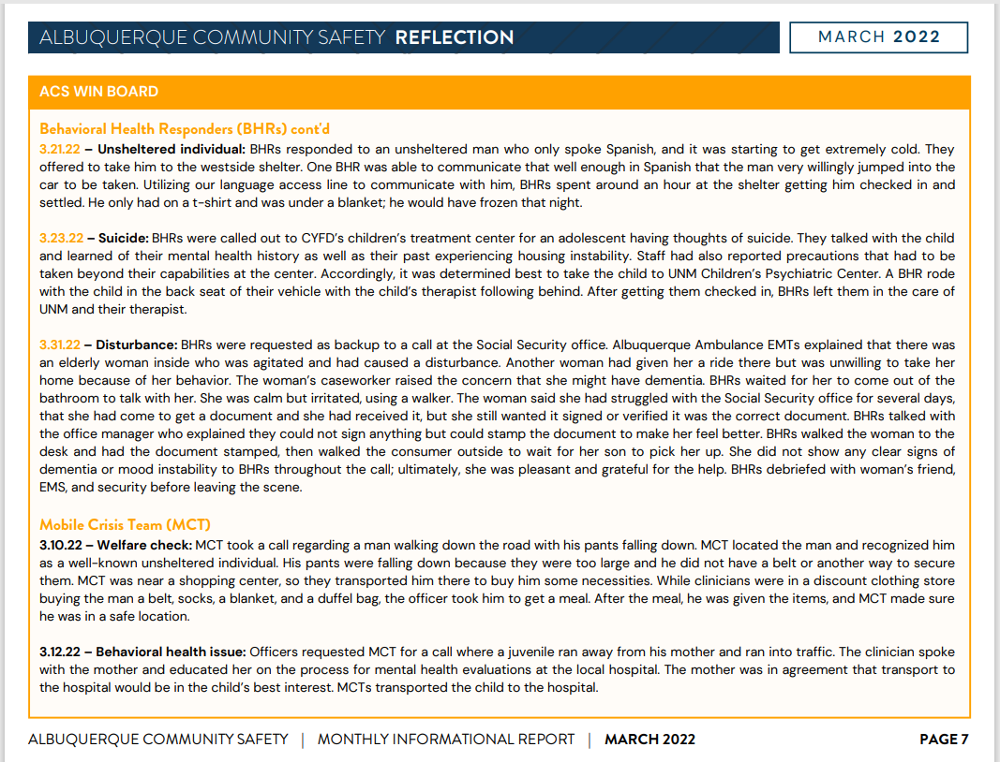 ALBUQUERQUE COMMUNITY SAFETY REFLECTION
MARCH 2022
ACS WIN BOARD
Behavioral Health Responders (BHRs) cont'd
3.21.22 – Unsheltered individual: BHRs responded to an unsheltered man who only spoke Spanish, and it was starting to get extremely cold. They
offered to take him to the westside shelter. One BHR was able to communicate that well enough in Spanish that the man very willingly jumped into the
car to be taken. Utilizing our language access line to communicate with him, BHRs spent around an hour at the shelter getting him checked in and
settled. He only had on a t-shirt and was under a blanket; he would have frozen that night.
3.23.22 – Suicide: BHRs were called out to CYFD's children's treatment center for an adolescent having thoughts of suicide. They talked with the child
and learned of their mental health history as well as their past experiencing housing instability. Staff had also reported precautions that had to be
taken beyond their capabilities at the center. Accordingly, it was determined best to take the child to UNM Children's Psychiatric Center. A BHR rode
with the child in the back seat of their vehicle with the child's therapist following behind. After getting them checked in, BHRs left them in the care of
UNM and their therapist.
3.31.22 – Disturbance: BHRs were requested as backup to a call at the Social Security office. Albuquerque Ambulance EMTs explained that there was
an elderly woman inside who was agitated and had caused a disturbance. Another woman had given her a ride there but was unwilling to take her
home because of her behavior. The woman's caseworker raised the concern that she might have dementia. BHRs waited for her to come out of the
bathroom to talk with her. She was calm but irritated, using a walker. The woman said she had struggled with the Social Security office for several days,
that she had come to get a document and she had received it, but she still wanted it signed or verified it was the correct document. BHRs talked with
the office manager who explained they could not sign anything but could stamp the document to make her feel better. BHRs walked the woman to the
desk and had the document stamped, then walked the consumer outside to wait for her son to pick her up. She did not show any clear signs of
dementia or mood instability to BHRs throughout the call; ultimately, she was pleasant and grateful for the help. BHRs debriefed with woman's friend,
EMS, and security before leaving the scene.
Mobile Crisis Team (MCT)
3.10.22 – Welfare check: MCT took a call regarding a man walking down the road with his pants falling down. MCT located the man and recognized him
as a well-known unsheltered individual. His pants were falling down because they were too large and he did not have a belt or another way to secure
them. MCT was near a shopping center, so they transported him there to buy him some necessities. While clinicians were in a discount clothing store
buying the man a belt, socks, a blanket, and a duffel bag, the officer took him to get a meal. After the meal, he was given the items, and MCT made sure
he was in a safe location.
3.12.22 – Behavioral health issue: Officers requested MCT for a call where a juvenile ran away from his mother and ran into traffic. The clinician spoke
with the mother and educated her on the process for mental health evaluations at the local hospital. The mother was in agreement that transport to
the hospital would be in the child's best interest. MCTs transported the child to the hospital.
ALBUQUERQUE COMMUNITY SAFETY | MONTHLY INFORMATIONAL REPORT | MARCH 2022
PAGE 7